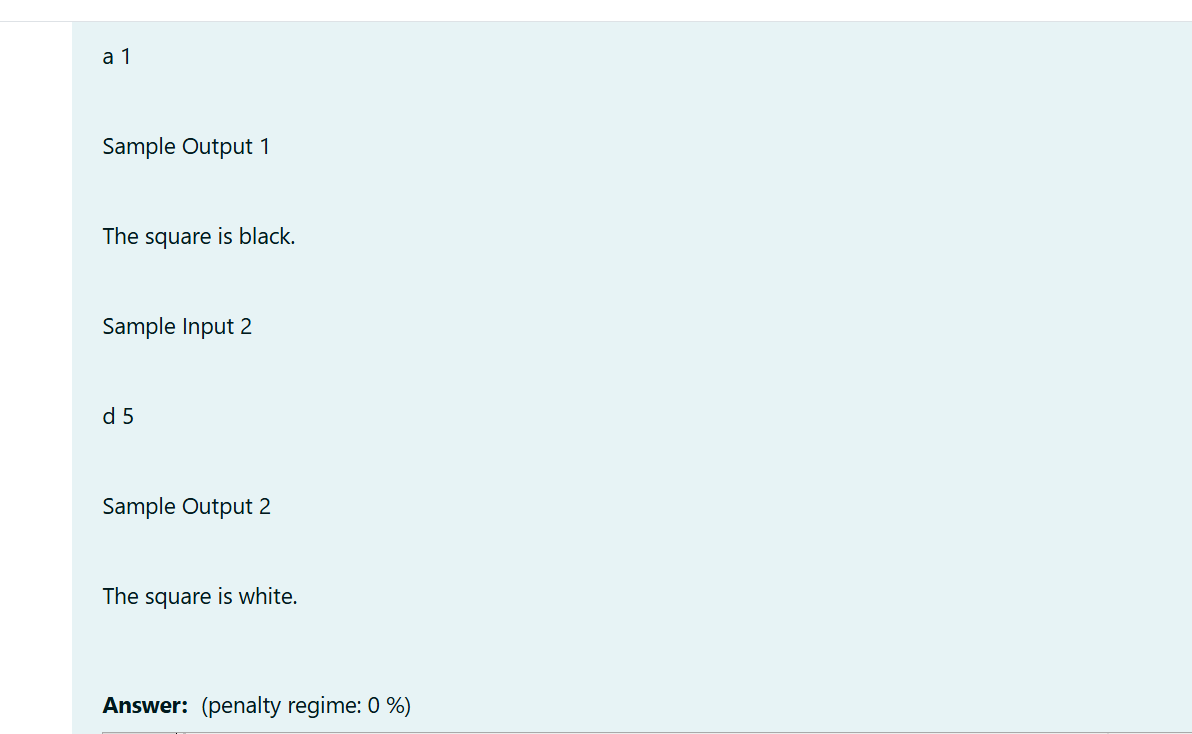 a 1
Sample Output 1
The square is black.
Sample Input 2
d 5
Sample Output 2
The square is white.
Answer: (penalty regime: 0 %)